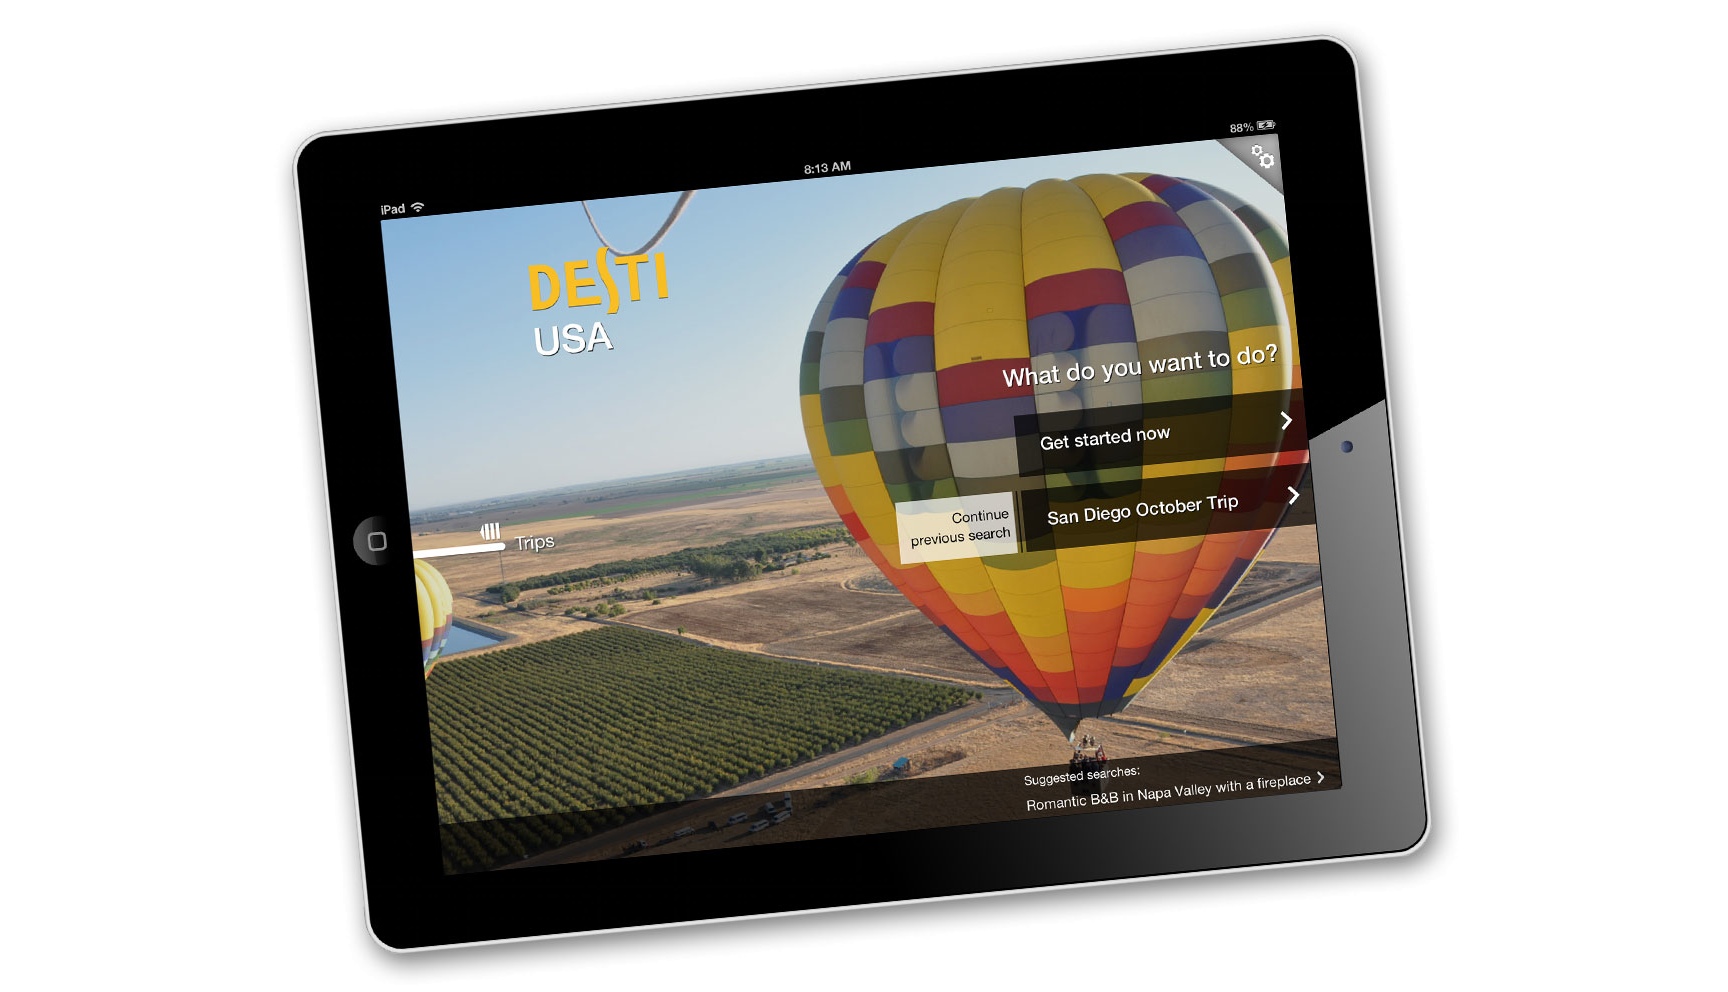 iPad
8:13 AM
88%
DESTI
USA
What do you want to do?
Get started now
Continue
previous search
San Diego October Trip
Trips
Suggested searches:
Romantic B&B in Napa Valley with a fireplace